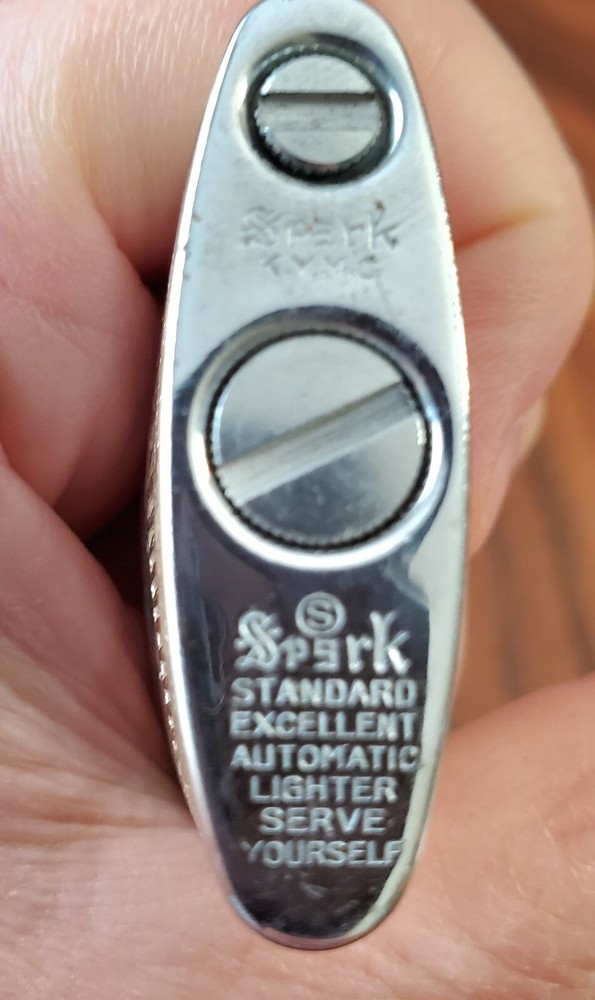 Spark
K.Y.M.C
Ⓢ
Spark
STANDARD
EXCELLENT
AUTOMATIC
LIGHTER
SERVE
YOURSELF